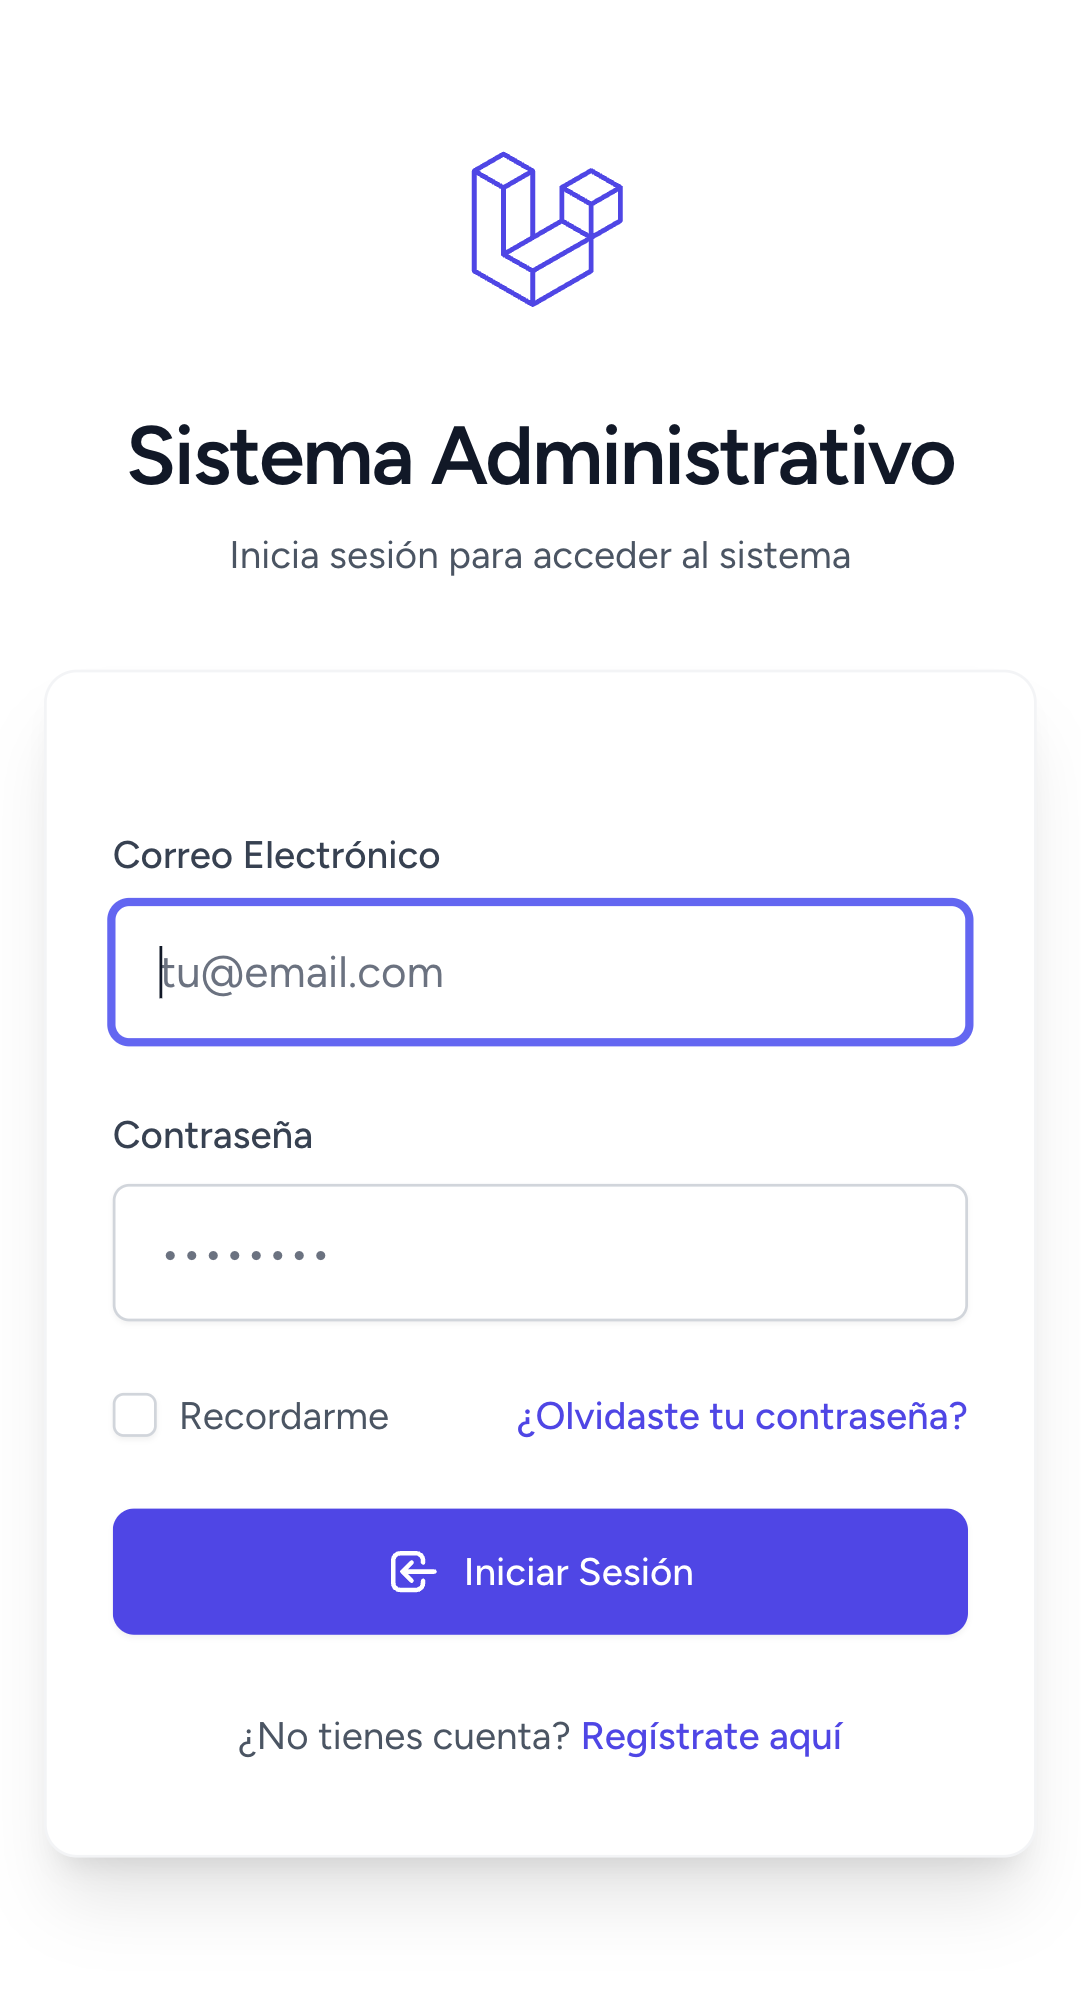 Sistema Administrativo
Inicia sesión para acceder al sistema
Correo Electrónico
tu@email.com
Contraseña
••••••••
Recordarme
¿Olvidaste tu contraseña?
Iniciar Sesión
¿No tienes cuenta? Regístrate aquí